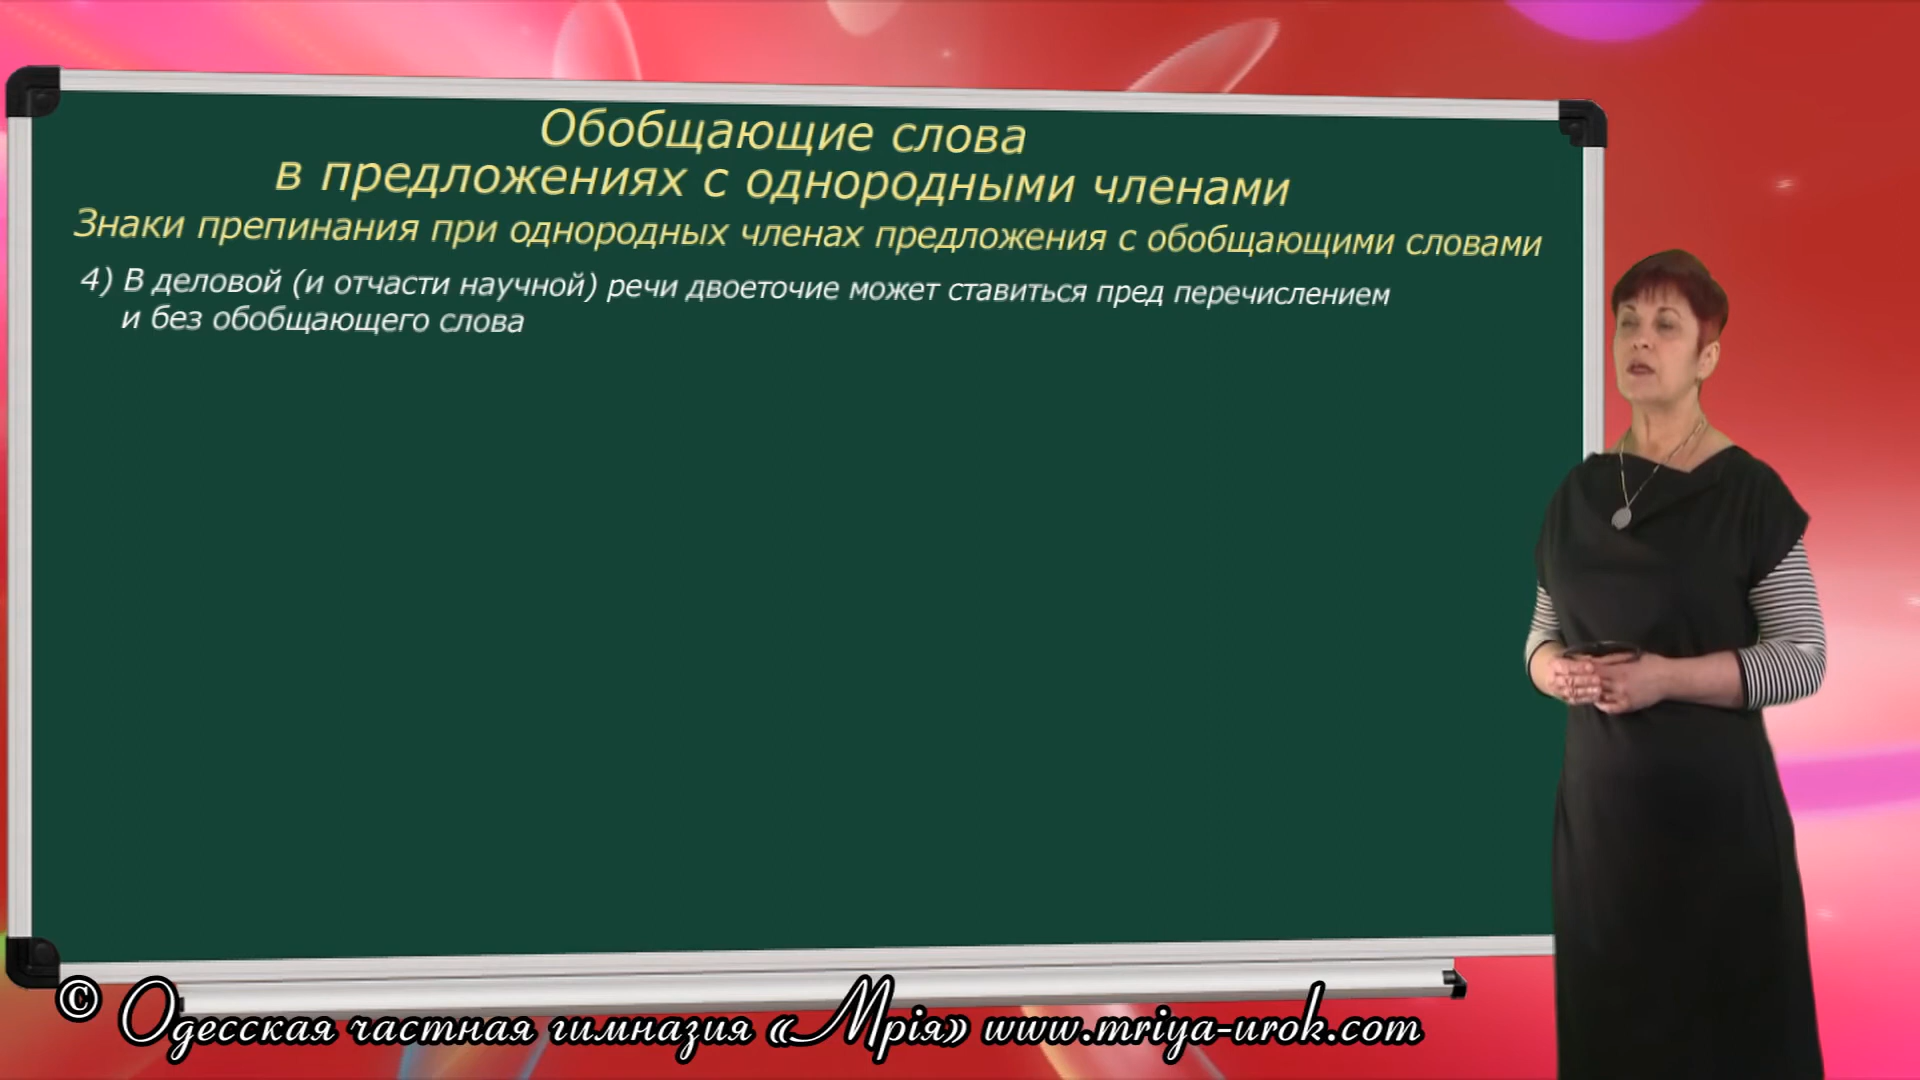 Обобщающие слова
в предложениях с однородными членами
Знаки препинания при однородных членах предложения с обобщающими словами
4) В деловой (и отчасти научной) речи двоеточие может ставиться пред перечислением
и без обобщающего слова
© Одесская частная гимназия «Мрія» www.mriya-urok.com